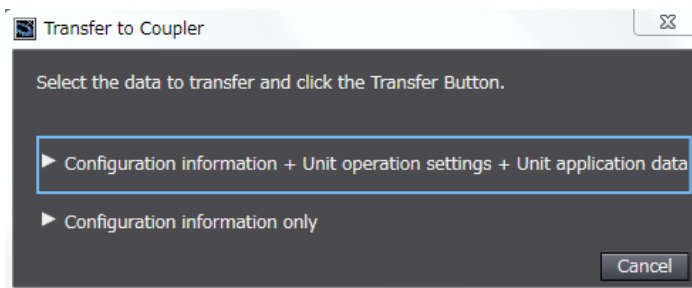 Transfer to Coupler
Select the data to transfer and click the Transfer Button.
Configuration information + Unit operation settings + Unit application data
Configuration information only
Cancel